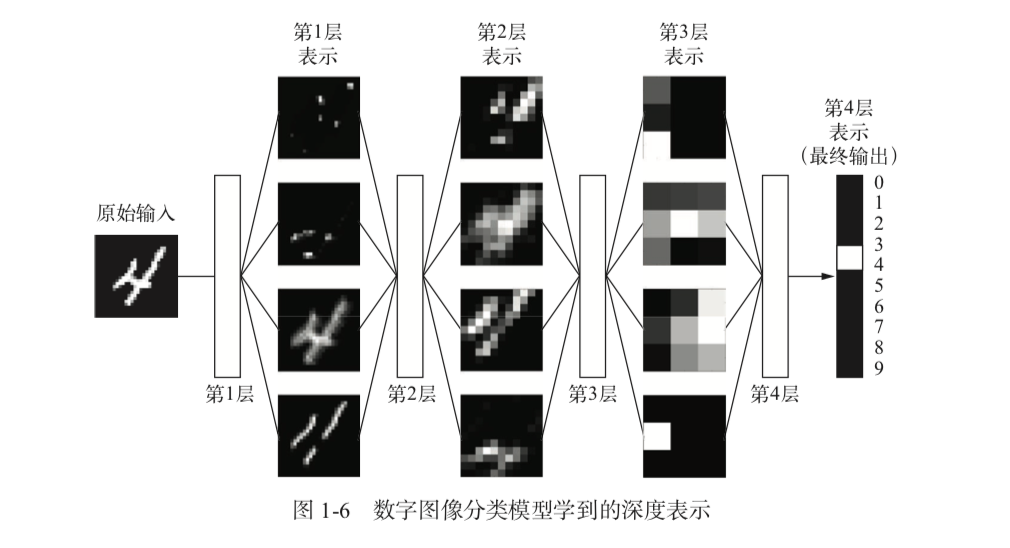 第1层
表示
第2层
表示
第3层
表示
第4层
表示
（最终输出）
原始输入
0
1
2
3
4
5
6
7
8
9
第1层
第2层
第3层
第4层
图 1-6 数字图像分类模型学到的深度表示